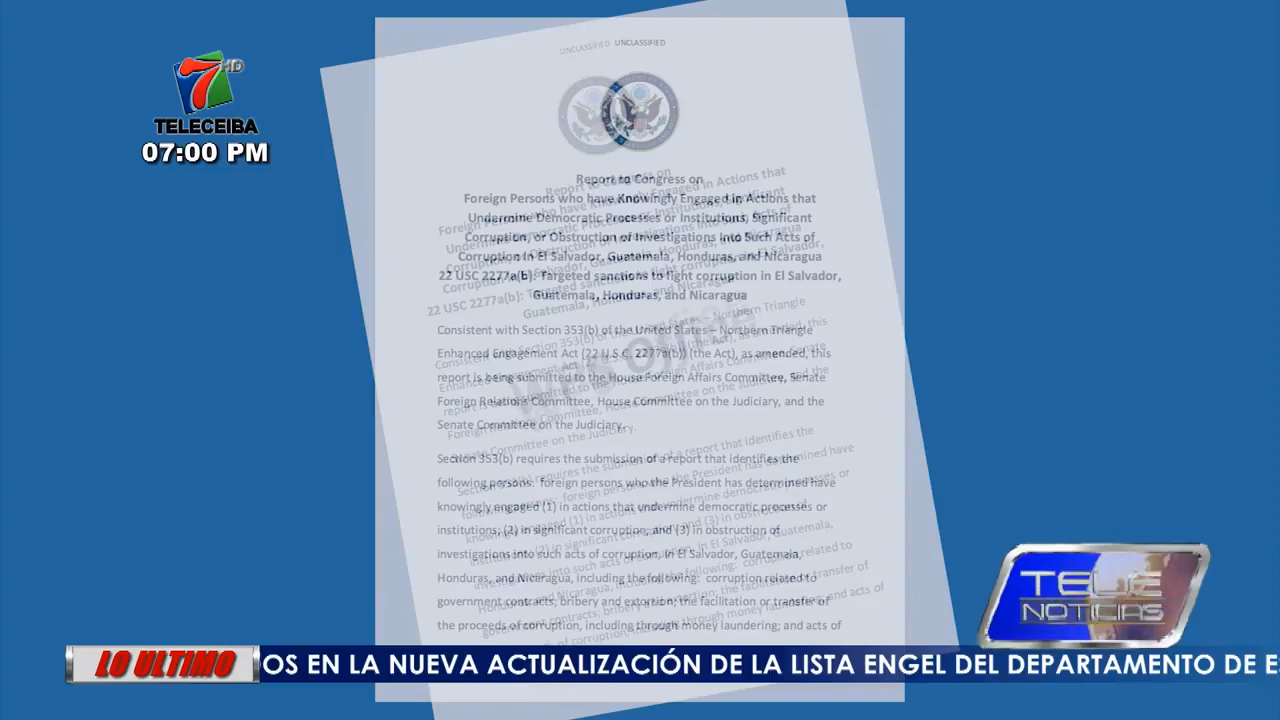 7 HD
TELECEIBA
07:00 PM
UNCLASSIFIED UNCLASSIFIED
Report to Congress on
Foreign Persons who have Knowingly Engaged in Actions that
Undermine Democratic Processes or Institutions, Significant
Corruption, or Obstruction of Investigations Into Such Acts of
Corruption in El Salvador, Guatemala, Honduras, and Nicaragua
22 USC 2277a(b): Targeted sanctions to fight corruption in El Salvador,
Guatemala, Honduras, and Nicaragua
Consistent with Section 353(b) of the United States – Northern Triangle
Enhanced Engagement Act (22 U.S.C. 2277a(b)) (the Act), as amended, this
report is being submitted to the House Foreign Affairs Committee, Senate
Foreign Relations Committee, House Committee on the Judiciary, and the
Senate Committee on the Judiciary.
Section 353(b) requires the submission of a report that identifies the
following persons: foreign persons who the President has determined have
knowingly engaged (1) in actions that undermine democratic processes or
institutions; (2) in significant corruption; and (3) in obstruction of
investigations into such acts of corruption, in El Salvador, Guatemala,
Honduras, and Nicaragua, including the following: corruption related to
government contracts; bribery and extortion; the facilitation or transfer of
the proceeds of corruption, including through money laundering; and acts of
WPS Office
TELE
NOTICIAS
LO ULTIMO
OS EN LA NUEVA ACTUALIZACIÓN DE LA LISTA ENGEL DEL DEPARTAMENTO DE E